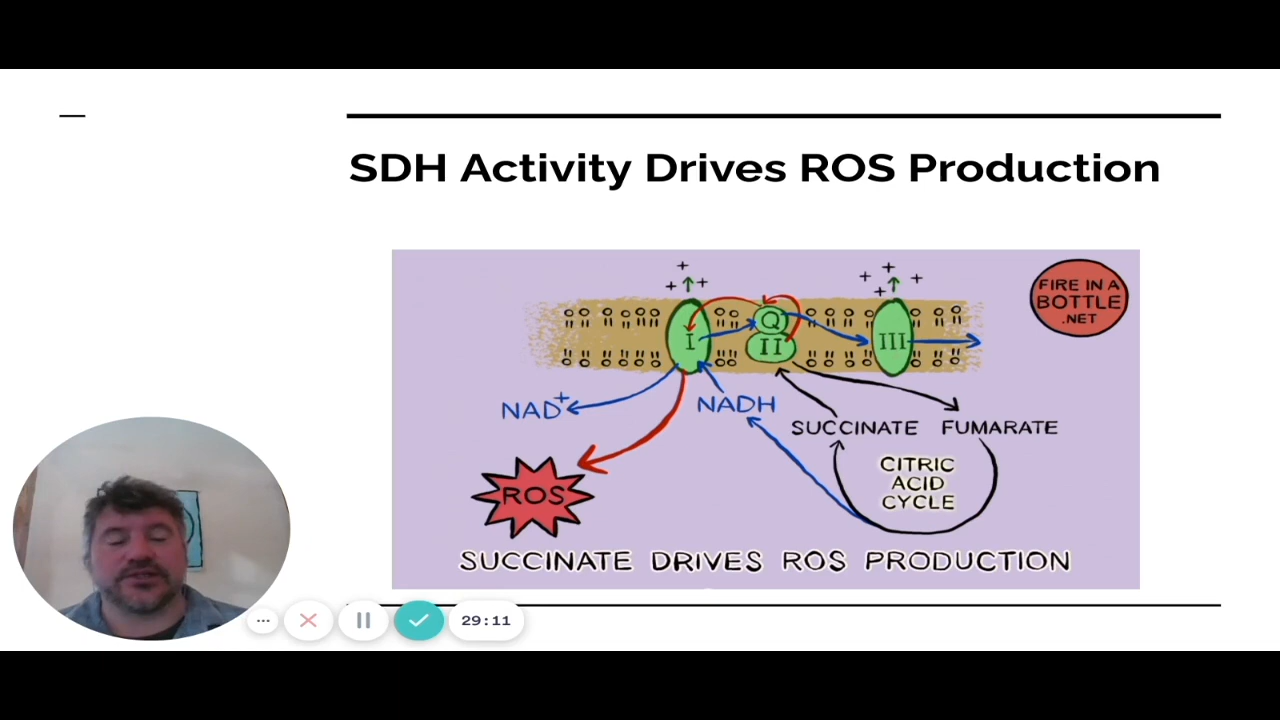 SDH Activity Drives ROS Production
FIRE IN A
BOTTLE
.NET
+
+ +
+
+ +
+
I
Q
II
III
NAD+
NADH
SUCCINATE FUMARATE
CITRIC
ACID
CYCLE
ROS
SUCCINATE DRIVES ROS PRODUCTION
29:11